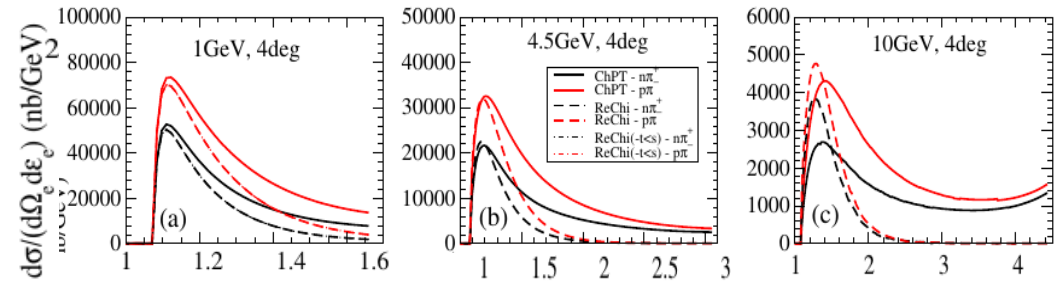 dσ/(dΩ_e dε_e) (nb/GeV
2
nb/GeV)
100000
80000
60000
40000
20000
0
1GeV, 4deg
(a)
1
1.2
1.4
1.6
50000
40000
30000
20000
10000
0
4.5GeV, 4deg
ChPT - nπ+
ChPT - pπ-
ReChi - nπ+
ReChi - pπ-
ReChi(-t<s) - nπ+
ReChi(-t<s) - pπ-
(b)
1
1.5
2
2.5
3
6000
5000
4000
3000
2000
1000
0
10GeV, 4deg
(c)
1
2
3
4